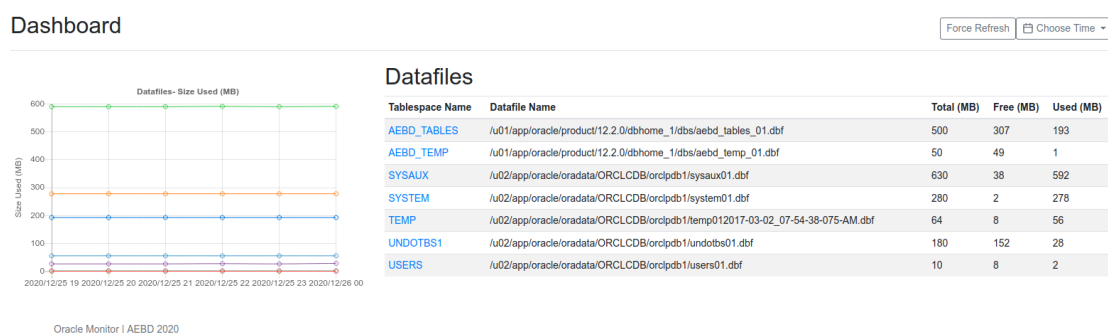 Dashboard
Force Refresh
Choose Time
Datafiles- Size Used (MB)
Size Used (MB)
600
500
400
300
200
100
0
2020/12/25 19 2020/12/25 20 2020/12/25 21 2020/12/25 22 2020/12/25 23 2020/12/26 00
Datafiles
Tablespace Name Datafile Name Total (MB) Free (MB) Used (MB)
AEBD_TABLES /u01/app/oracle/product/12.2.0/dbhome_1/dbs/aebd_tables_01.dbf 500 307 193
AEBD_TEMP /u01/app/oracle/product/12.2.0/dbhome_1/dbs/aebd_temp_01.dbf 50 49 1
SYSAUX /u02/app/oracle/oradata/ORCLCDB/orclpdb1/sysaux01.dbf 630 38 592
SYSTEM /u02/app/oracle/oradata/ORCLCDB/orclpdb1/system01.dbf 280 2 278
TEMP /u02/app/oracle/oradata/ORCLCDB/orclpdb1/temp012017-03-02_07-54-38-075-AM.dbf 64 8 56
UNDOTBS1 /u02/app/oracle/oradata/ORCLCDB/orclpdb1/undotbs01.dbf 180 152 28
USERS /u02/app/oracle/oradata/ORCLCDB/orclpdb1/users01.dbf 10 8 2
Oracle Monitor | AEBD 2020